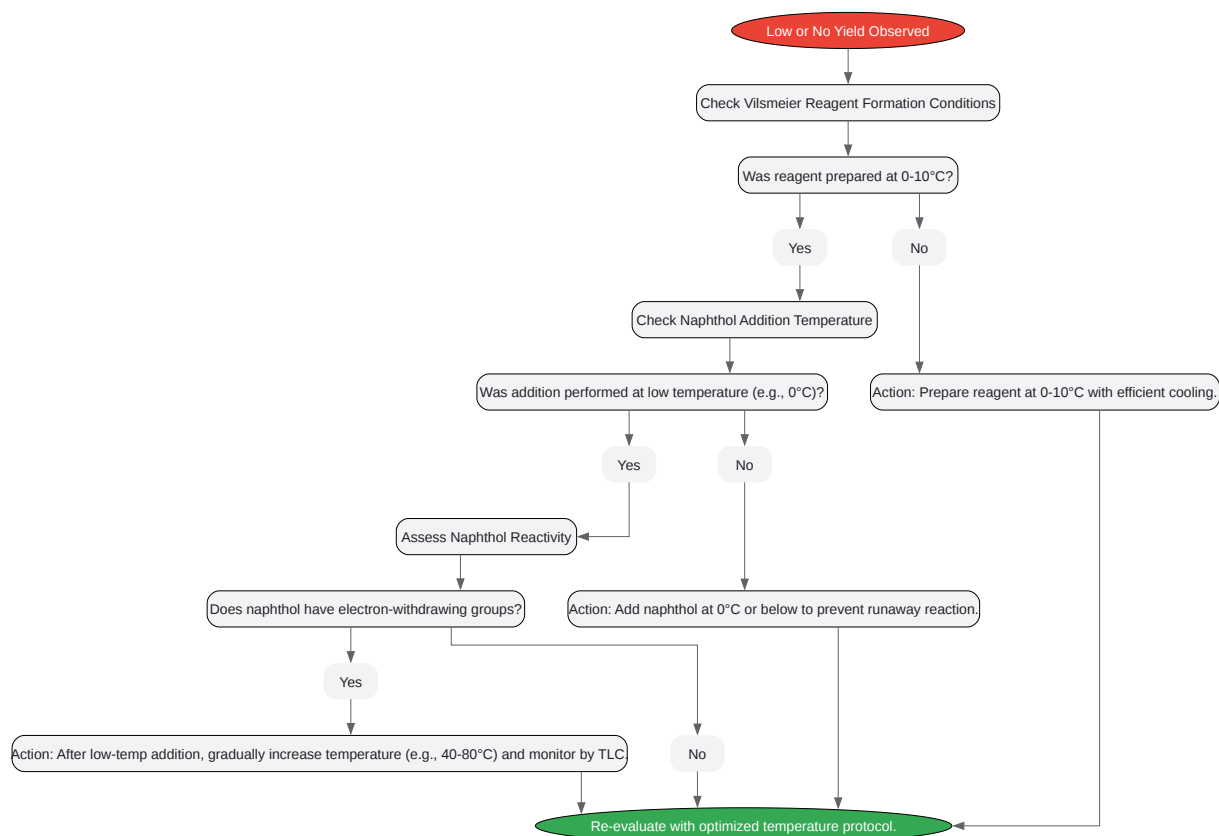 Low or No Yield Observed
Check Vilsmeier Reagent Formation Conditions
Was reagent prepared at 0-10°C?
Yes
No
Check Naphthol Addition Temperature
Was addition performed at low temperature (e.g., 0°C)?
Action: Prepare reagent at 0-10°C with efficient cooling.
Yes
No
Assess Naphthol Reactivity
Does naphthol have electron-withdrawing groups?
Action: Add naphthol at 0°C or below to prevent runaway reaction.
Yes
Action: After low-temp addition, gradually increase temperature (e.g., 40-80°C) and monitor by TLC.
No
Re-evaluate with optimized temperature protocol.